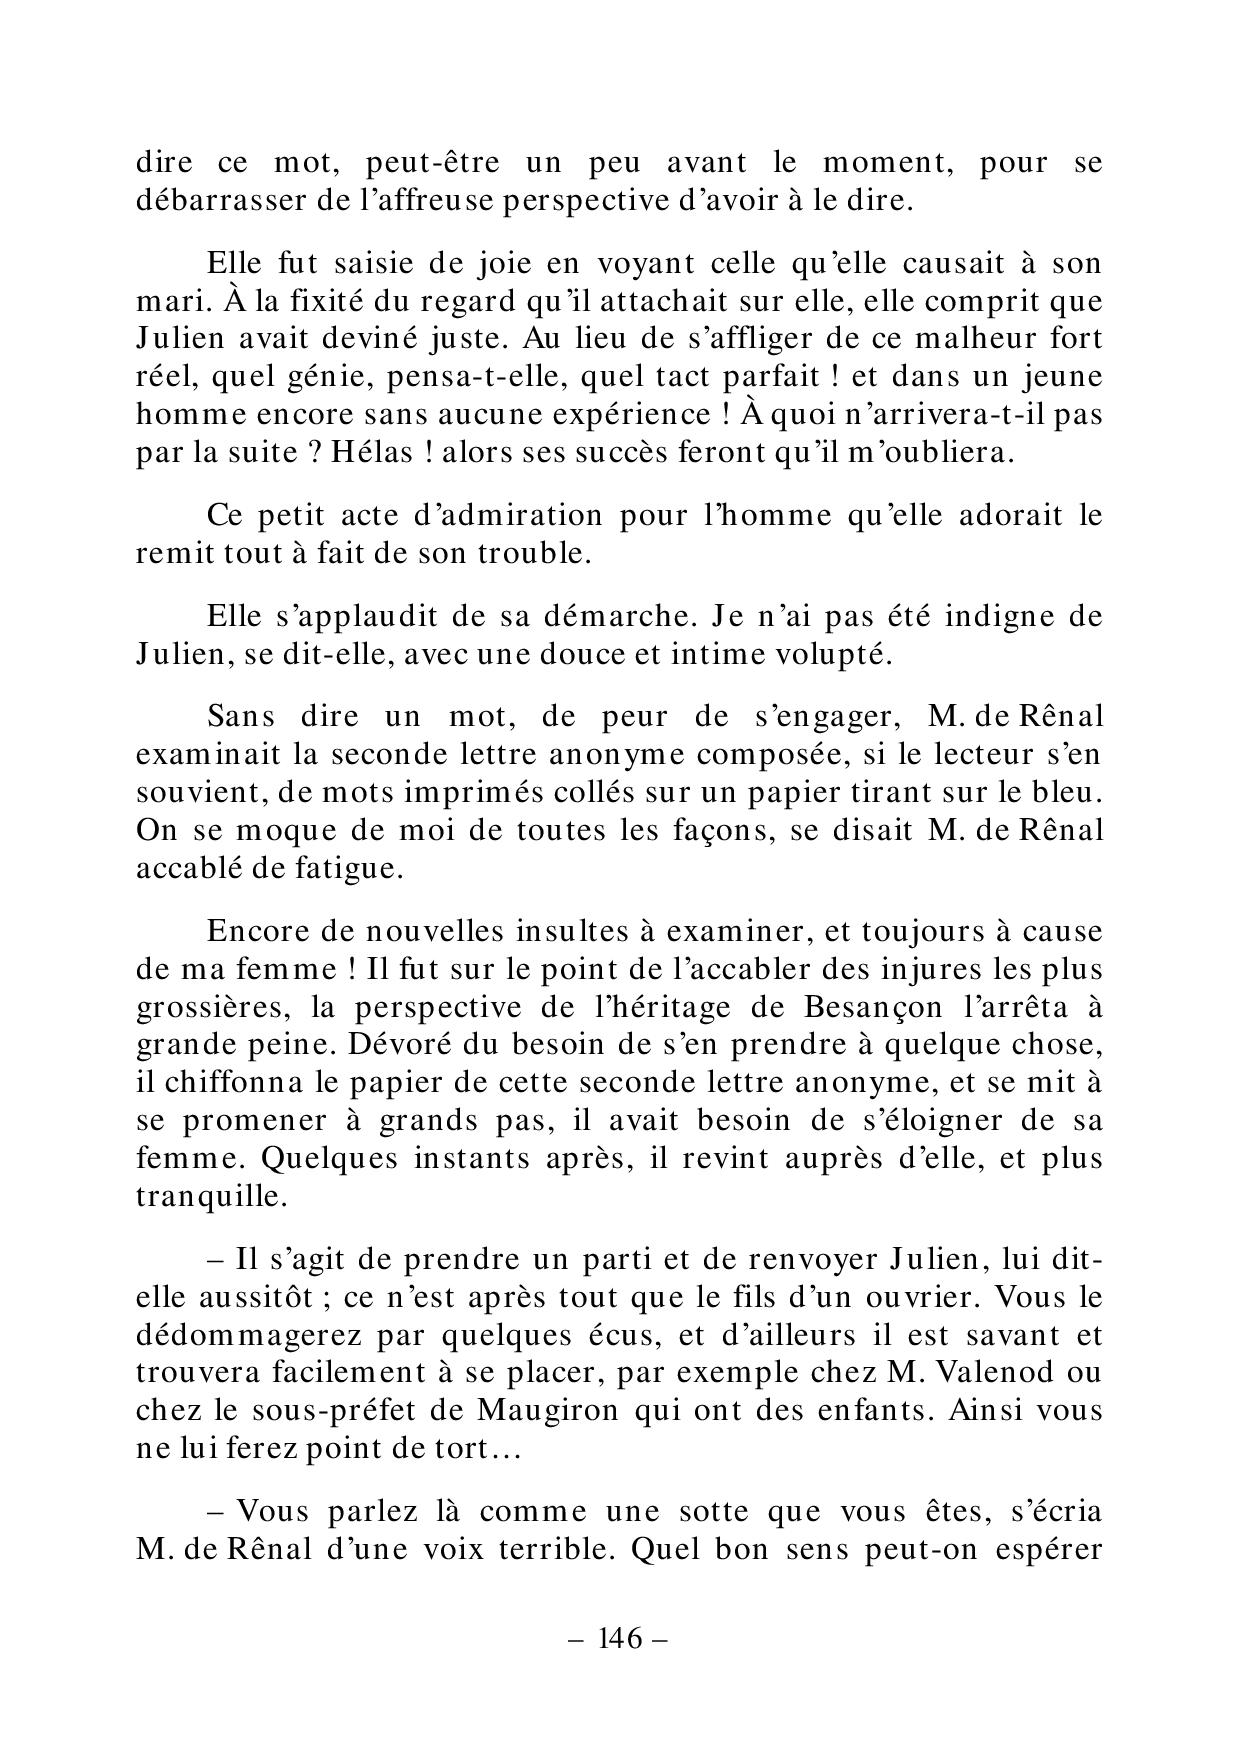 dire ce mot, peut-être un peu avant le moment, pour se
débarrasser de l’affreuse perspective d’avoir à le dire.
Elle fut saisie de joie en voyant celle qu’elle causait à son
mari. À la fixité du regard qu’il attachait sur elle, elle comprit que
Julien avait deviné juste. Au lieu de s’affliger de ce malheur fort
réel, quel génie, pensa-t-elle, quel tact parfait ! et dans un jeune
homme encore sans aucune expérience ! À quoi n’arrivera-t-il pas
par la suite ? Hélas ! alors ses succès feront qu’il m’oubliera.
Ce petit acte d’admiration pour l’homme qu’elle adorait le
remit tout à fait de son trouble.
Elle s’applaudit de sa démarche. Je n’ai pas été indigne de
Julien, se dit-elle, avec une douce et intime volupté.
Sans dire un mot, de peur de s’engager, M. de Rênal
examinait la seconde lettre anonyme composée, si le lecteur s’en
souvient, de mots imprimés collés sur un papier tirant sur le bleu.
On se moque de moi de toutes les façons, se disait M. de Rênal
accablé de fatigue.
Encore de nouvelles insultes à examiner, et toujours à cause
de ma femme ! Il fut sur le point de l’accabler des injures les plus
grossières, la perspective de l’héritage de Besançon l’arrêta à
grande peine. Dévoré du besoin de s’en prendre à quelque chose,
il chiffonna le papier de cette seconde lettre anonyme, et se mit à
se promener à grands pas, il avait besoin de s’éloigner de sa
femme. Quelques instants après, il revint auprès d’elle, et plus
tranquille.
– Il s’agit de prendre un parti et de renvoyer Julien, lui dit-
elle aussitôt ; ce n’est après tout que le fils d’un ouvrier. Vous le
dédommagerez par quelques écus, et d’ailleurs il est savant et
trouvera facilement à se placer, par exemple chez M. Valenod ou
chez le sous-préfet de Maugiron qui ont des enfants. Ainsi vous
ne lui ferez point de tort…
– Vous parlez là comme une sotte que vous êtes, s’écria
M. de Rênal d’une voix terrible. Quel bon sens peut-on espérer
– 146 –